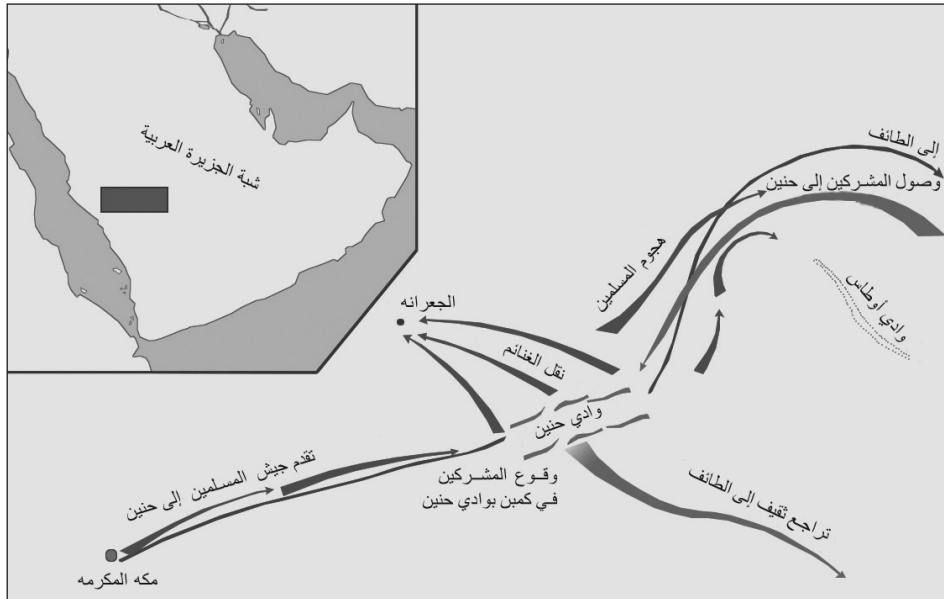 شبة الجزيرة العربية
إلى الطائف
وصول المشركين إلى حنين
هجوم المسلمين
وادي أوطاس
الجعرانه
نقل الغنائم
وادي حنين
تقدم جيش المسلمين إلى حنين
وقوع المشركين
في كمبن بوادي حنين
تراجع ثقيف إلى الطائف
مكه المكرمه